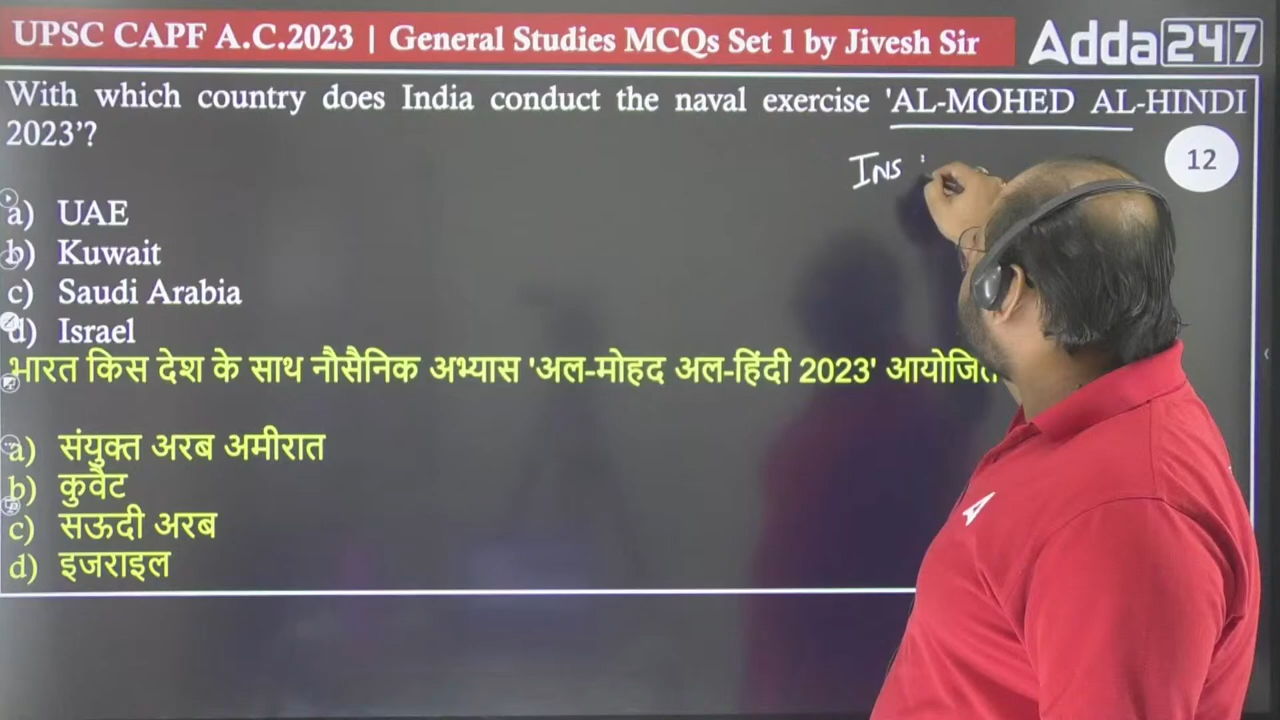 UPSC CAPF A.C.2023 | General Studies MCQs Set 1 by Jivesh Sir
Adda247
With which country does India conduct the naval exercise 'AL-MOHED AL-HINDI
2023'?
12
INS :
a) UAE
b) Kuwait
c) Saudi Arabia
d) Israel
भारत किस देश के साथ नौसैनिक अभ्यास 'अल-मोहद अल-हिंदी 2023'
a) संयुक्त अरब अमीरात
b) कुवैट
c) सऊदी अरब
d) इजराइल